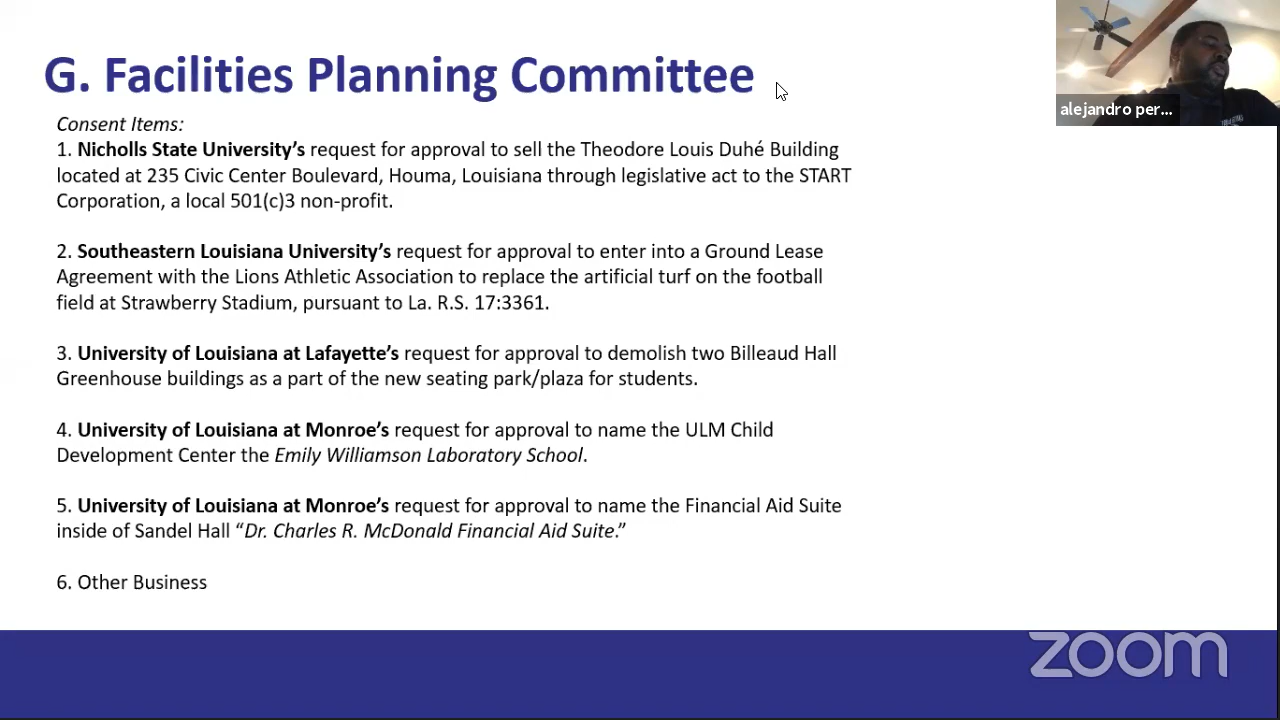 G. Facilities Planning Committee
alejandro per...
Consent Items:
1. Nicholls State University’s request for approval to sell the Theodore Louis Duhé Building
located at 235 Civic Center Boulevard, Houma, Louisiana through legislative act to the START
Corporation, a local 501(c)3 non-profit.
2. Southeastern Louisiana University’s request for approval to enter into a Ground Lease
Agreement with the Lions Athletic Association to replace the artificial turf on the football
field at Strawberry Stadium, pursuant to La. R.S. 17:3361.
3. University of Louisiana at Lafayette’s request for approval to demolish two Billeaud Hall
Greenhouse buildings as a part of the new seating park/plaza for students.
4. University of Louisiana at Monroe’s request for approval to name the ULM Child
Development Center the Emily Williamson Laboratory School.
5. University of Louisiana at Monroe’s request for approval to name the Financial Aid Suite
inside of Sandel Hall “Dr. Charles R. McDonald Financial Aid Suite.”
6. Other Business
zoom